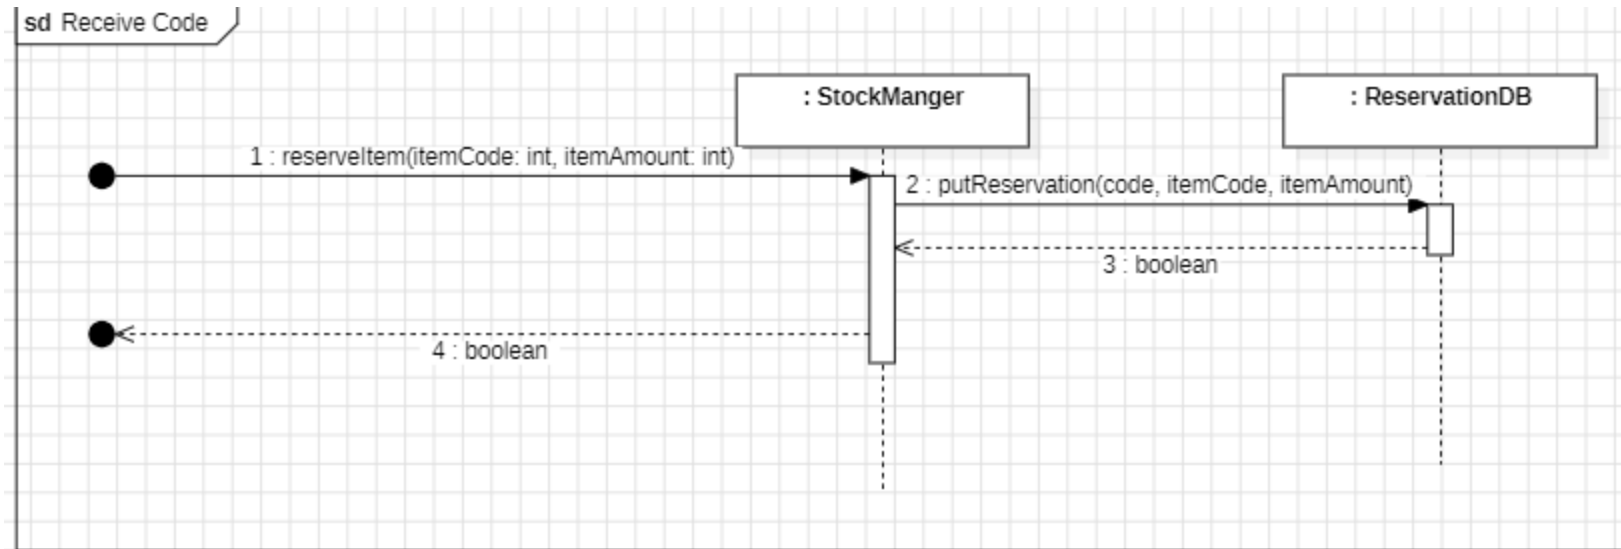 sd Receive Code
: StockManger
: ReservationDB
1 : reserveItem(itemCode: int, itemAmount: int)
2 : putReservation(code, itemCode, itemAmount)
3 : boolean
4 : boolean